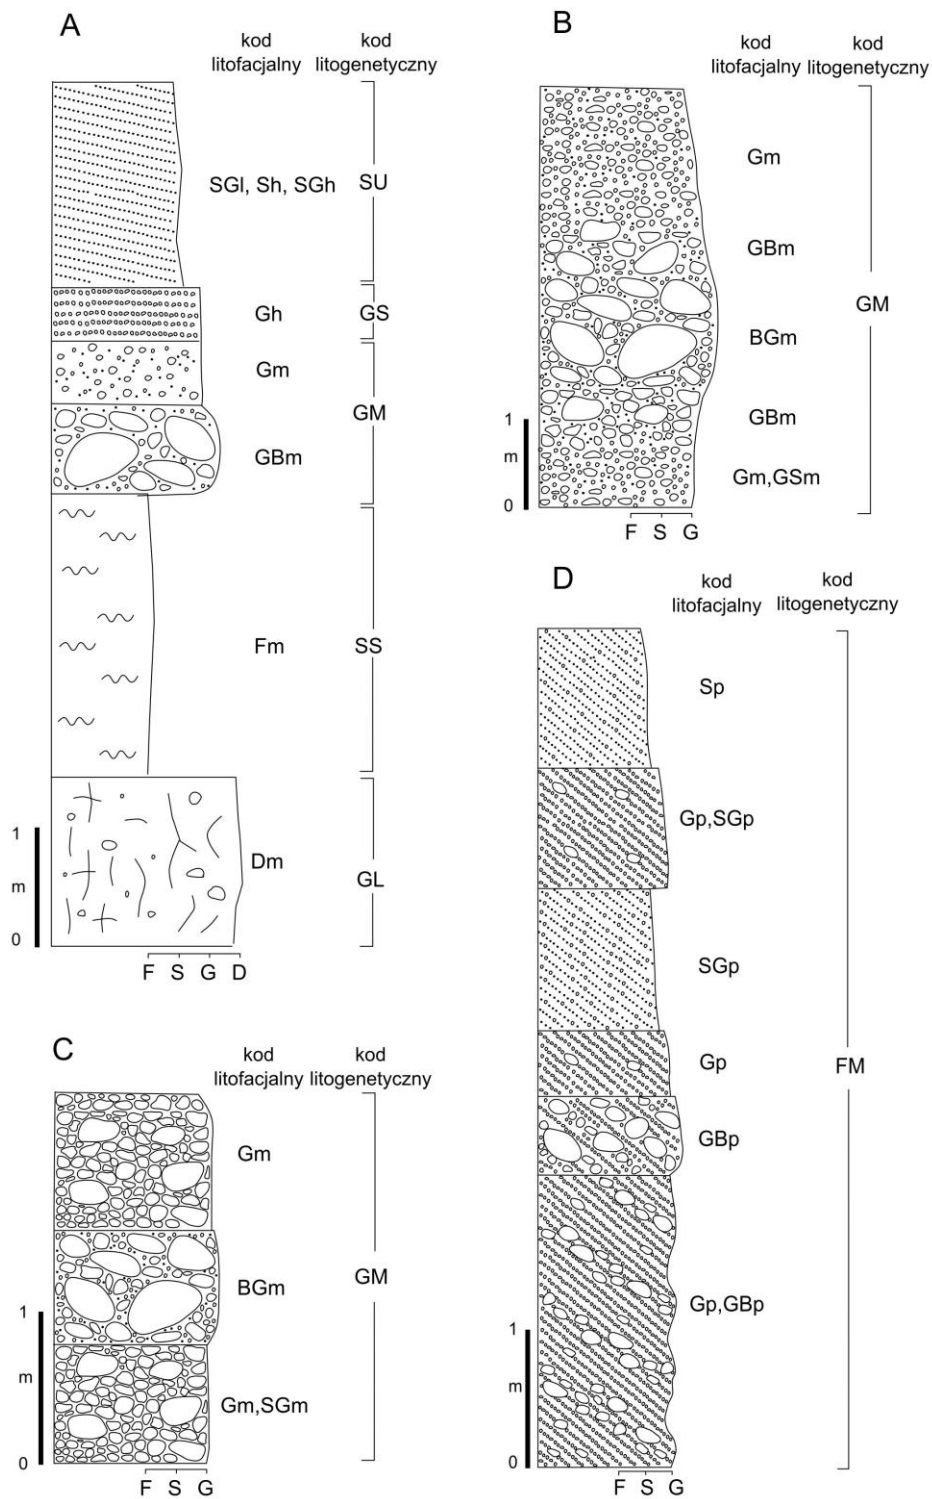 A
kod
litofacjalny
kod
litogenetyczny
SGl, Sh, SGh
SU
Gh
GS
Gm
GM
GBm
Fm
SS
Dm
GL
1
m
0
F S G D
B
kod
litofacjalny
kod
litogenetyczny
Gm
GBm
GM
BGm
GBm
Gm,GSm
1
m
0
F S G
C
kod
litofacjalny
kod
litogenetyczny
Gm
GM
BGm
Gm,SGm
1
m
0
F S G
D
kod
litofacjalny
kod
litogenetyczny
Sp
Gp,SGp
SGp
Gp
FM
GBp
Gp,GBp
1
m
0
F S G